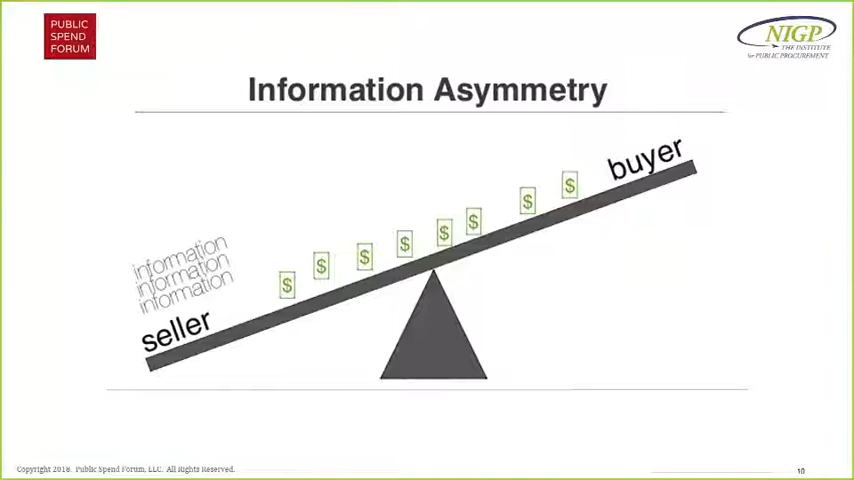 PUBLIC
SPEND
FORUM
NIGP
THE INSTITUTE
for PUBLIC PROCUREMENT
Information Asymmetry
buyer
$ $ $ $ $ $ $ $
information
information
information
seller
Copyright 2018. Public Spend Forum, LLC. All Rights Reserved.
10